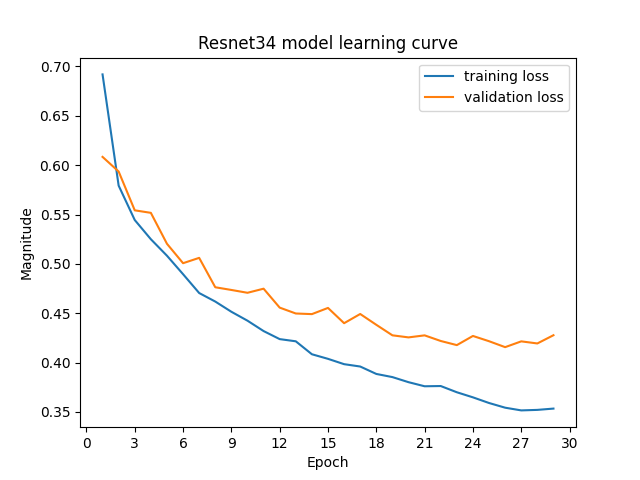 Resnet34 model learning curve
training loss
validation loss
0.70
0.65
0.60
0.55
0.50
0.45
0.40
0.35
Magnitude
0 3 6 9 12 15 18 21 24 27 30
Epoch